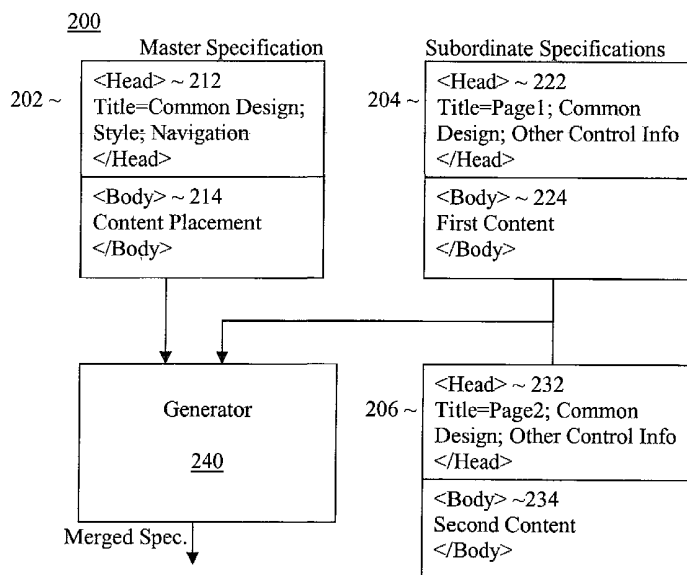 200
Master Specification
202 ~
<Head> ~ 212
Title=Common Design;
Style; Navigation
</Head>
<Body> ~ 214
Content Placement
</Body>
Subordinate Specifications
204 ~
<Head> ~ 222
Title=Page1; Common
Design; Other Control Info
</Head>
<Body> ~ 224
First Content
</Body>
Generator
240
Merged Spec.
206 ~
<Head> ~ 232
Title=Page2; Common
Design; Other Control Info
</Head>
<Body> ~234
Second Content
</Body>